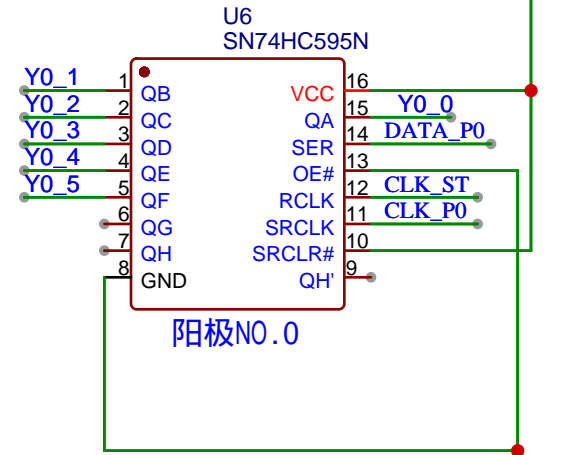 U6
SN74HC595N
Y0_1 1 QB VCC 16
Y0_2 2 QC QA 15 Y0_0
Y0_3 3 QD SER 14 DATA_P0
Y0_4 4 QE OE# 13
Y0_5 5 QF RCLK 12 CLK_ST
6 QG SRCLK 11 CLK_P0
7 QH SRCLR# 10
8 GND QH' 9
阳极NO.0